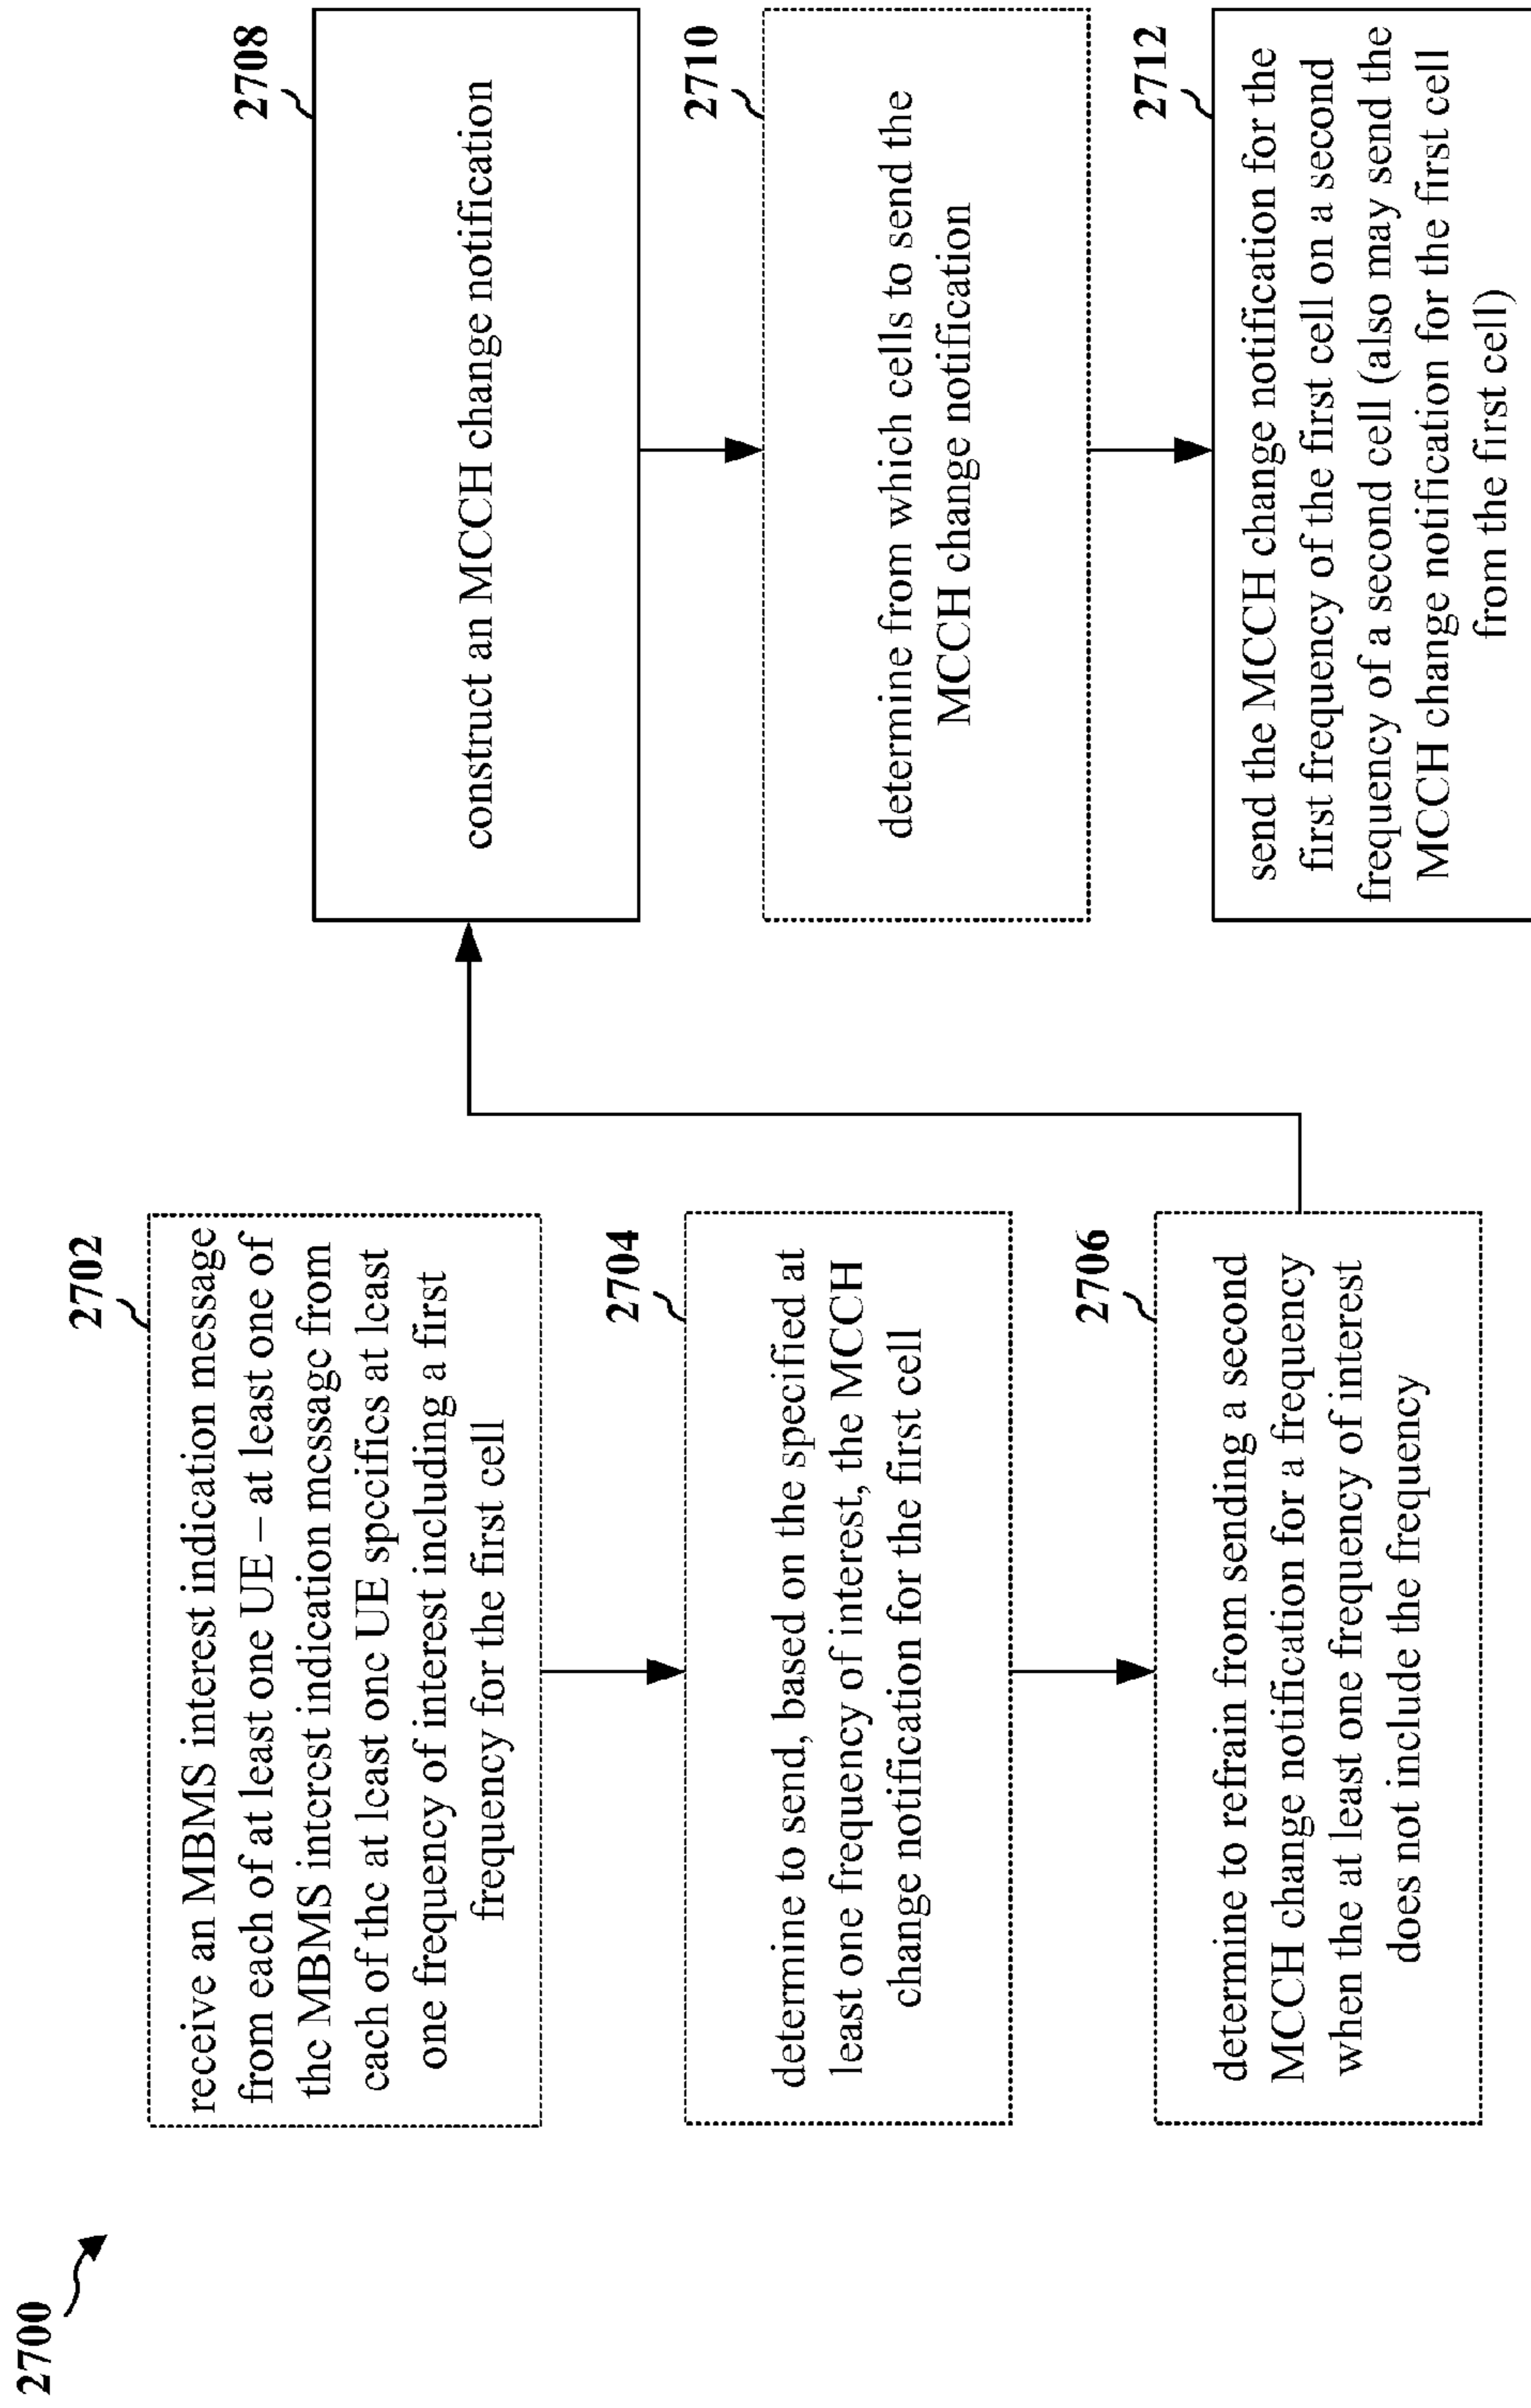 2700
2702
receive an MBMS interest indication message
from each of at least one UE – at least one of
the MBMS interest indication message from
each of the at least one UE specifics at least
one frequency of interest including a first
frequency for the first cell
2704
determine to send, based on the specified at
least one frequency of interest, the MCCH
change notification for the first cell
2706
determine to refrain from sending a second
MCCH change notification for a frequency
when the at least one frequency of interest
does not include the frequency
2708
construct an MCCH change notification
2710
determine from which cells to send the
MCCH change notification
2712
send the MCCH change notification for the
first frequency of the first cell on a second
frequency of a second cell (also may send the
MCCH change notification for the first cell
from the first cell)